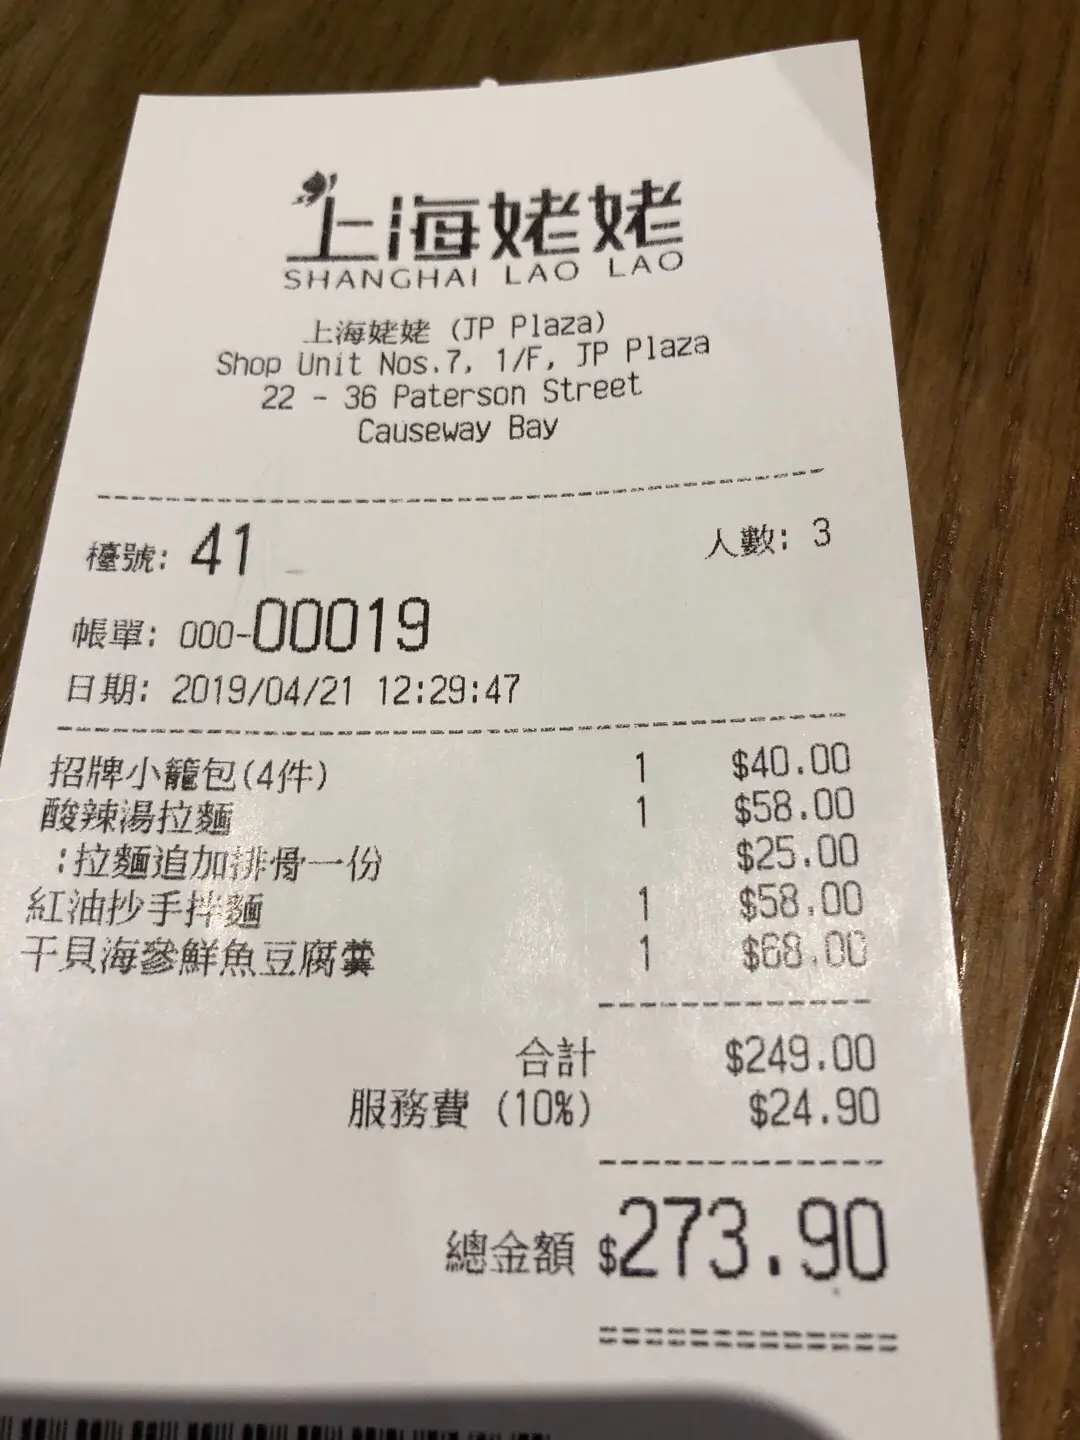 上海姥姥
SHANGHAI LAO LAO
上海姥姥 (JP Plaza)
Shop Unit Nos.7, 1/F, JP Plaza
22 - 36 Paterson Street
Causeway Bay
檯號: 41 人數: 3
帳單: 000-00019
日期: 2019/04/21 12:29:47
招牌小籠包(4件) 1 $40.00
酸辣湯拉麵 1 $58.00
:拉麵追加排骨一份 $25.00
紅油抄手拌麵 1 $58.00
干貝海參鮮魚豆腐羹 1 $68.00
合計 $249.00
服務費 (10%) $24.90
總金額 $273.90